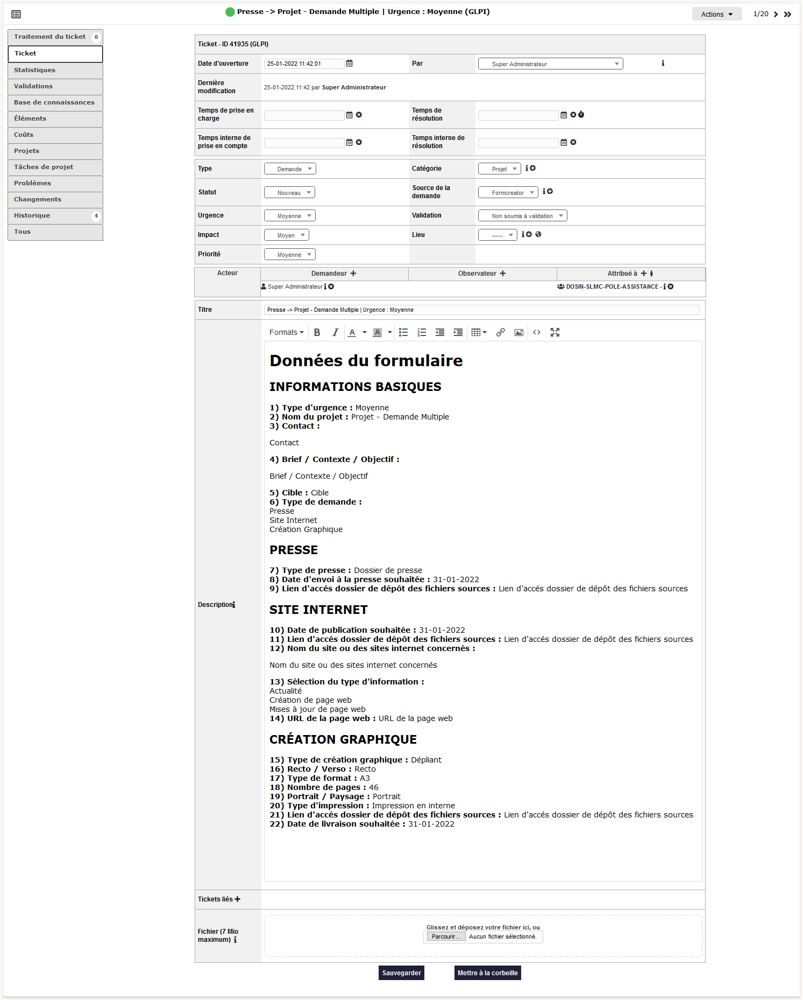 Presse -> Projet - Demande Multiple | Urgence : Moyenne (GLPI)
Actions
1/20
Traitement du ticket 0
Ticket
Statistiques
Validations
Base de connaissances
Éléments
Coûts
Projets
Tâches de projet
Problèmes
Changements
Historique 4
Tous
Ticket - ID 41935 (GLPI)
Date d'ouverture 25-01-2022 11:42:01 Par Super Administrateur
Dernière modification 25-01-2022 11:42 par Super Administrateur
Temps de prise en charge Temps de résolution
Temps interne de prise en compte Temps interne de résolution
Type Demande Catégorie Projet
Statut Nouveau Source de la demande Formcreator
Urgence Moyenne Validation Non soumis à validation
Impact Moyen Lieu -----
Priorité Moyenne
Acteur Demandeur Observateur Attribué à
Super Administrateur DOSIN-SLMC-POLE-ASSISTANCE -
Titre Presse -> Projet - Demande Multiple | Urgence : Moyenne
Formats B I A A
Description
Données du formulaire
INFORMATIONS BASIQUES
1) Type d'urgence : Moyenne
2) Nom du projet : Projet - Demande Multiple
3) Contact :
Contact
4) Brief / Contexte / Objectif :
Brief / Contexte / Objectif
5) Cible : Cible
6) Type de demande :
Presse
Site Internet
Création Graphique
PRESSE
7) Type de presse : Dossier de presse
8) Date d'envoi à la presse souhaitée : 31-01-2022
9) Lien d'accés dossier de dépôt des fichiers sources : Lien d'accés dossier de dépôt des fichiers sources
SITE INTERNET
10) Date de publication souhaitée : 31-01-2022
11) Lien d'accés dossier de dépôt des fichiers sources : Lien d'accés dossier de dépôt des fichiers sources
12) Nom du site ou des sites internet concernés :
Nom du site ou des sites internet concernés
13) Sélection du type d'information :
Actualité
Création de page web
Mises à jour de page web
14) URL de la page web : URL de la page web
CRÉATION GRAPHIQUE
15) Type de création graphique : Dépliant
16) Recto / Verso : Recto
17) Type de format : A3
18) Nombre de pages : 46
19) Portrait / Paysage : Portrait
20) Type d'impression : Impression en interne
21) Lien d'accés dossier de dépôt des fichiers sources : Lien d'accés dossier de dépôt des fichiers sources
22) Date de livraison souhaitée : 31-01-2022
Tickets liés
Fichier (7 Mio maximum)
Glissez et déposez votre fichier ici, ou
Parcourir... Aucun fichier sélectionné.
Sauvegarder Mettre à la corbeille